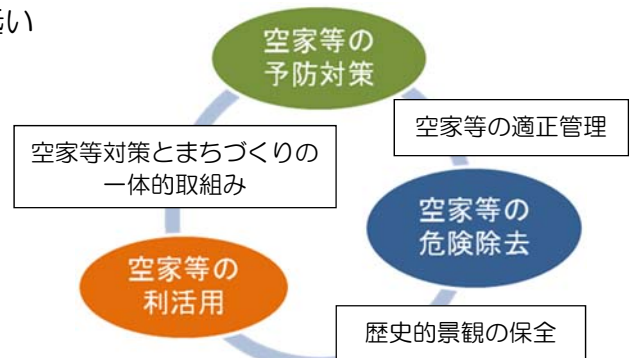 い
空家等の
予防対策
空家等の適正管理
空家等対策とまちづくりの
一体的取組み
空家等の
危険除去
空家等の
利活用
歴史的景観の保全